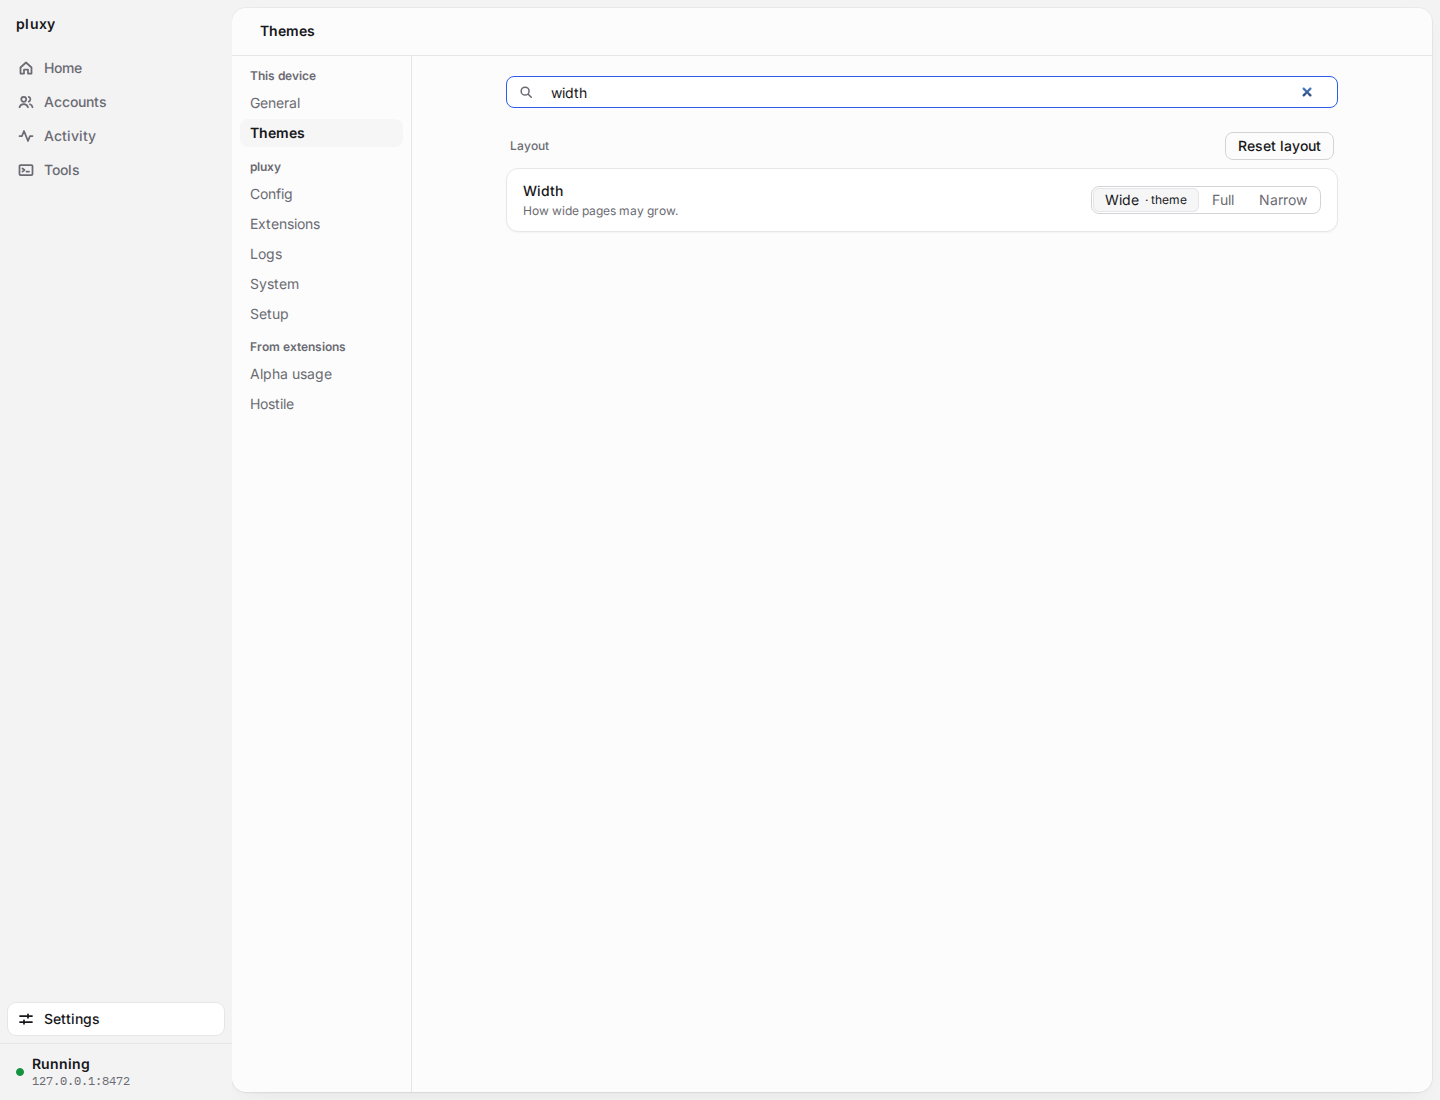 pluxy
Home
Accounts
Activity
Tools
Settings
Running
127.0.0.1:8472
Themes
This device
General
Themes
pluxy
Config
Extensions
Logs
System
Setup
From extensions
Alpha usage
Hostile
width
Layout
Reset layout
Width
How wide pages may grow.
Wide · theme Full Narrow